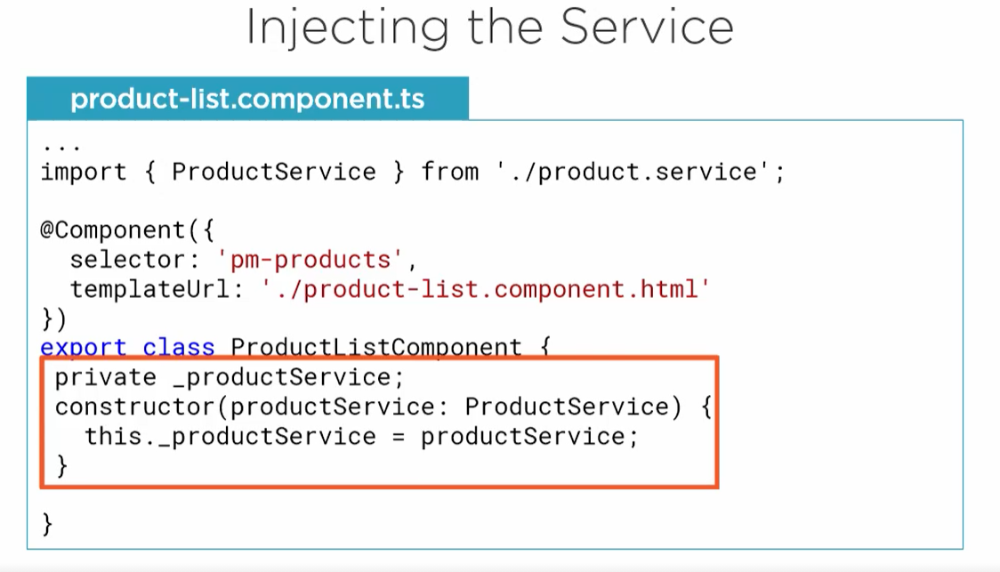 Injecting the Service
product-list.component.ts
...
import { ProductService } from './product.service';
@Component({
selector: 'pm-products',
templateUrl: './product-list.component.html'
})
export class ProductListComponent {
private _productService;
constructor(productService: ProductService) {
this._productService = productService;
}
}